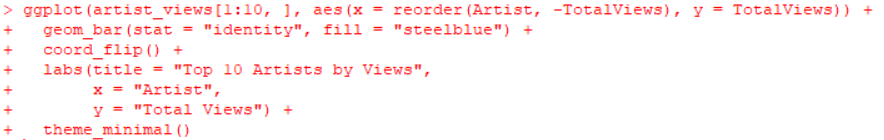 > ggplot(artist_views[1:10, ], aes(x = reorder(Artist, -TotalViews), y = TotalViews)) +
+   geom_bar(stat = "identity", fill = "steelblue") +
+   coord_flip() +
+   labs(title = "Top 10 Artists by Views",
+        x = "Artist",
+        y = "Total Views") +
+   theme_minimal()